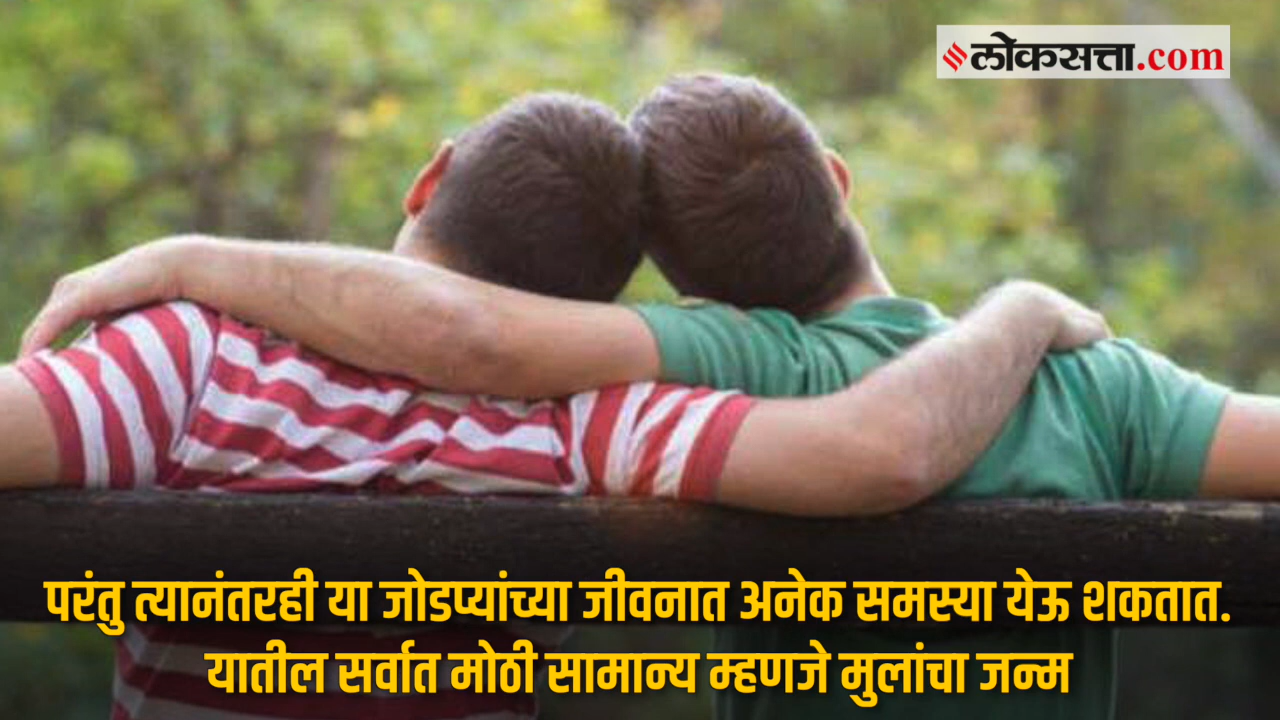 लोकसत्ता.com
परंतु त्यानंतरही या जोडप्यांच्या जीवनात अनेक समस्या येऊ शकतात.
यातील सर्वात मोठी सामान्य म्हणजे मुलांचा जन्म